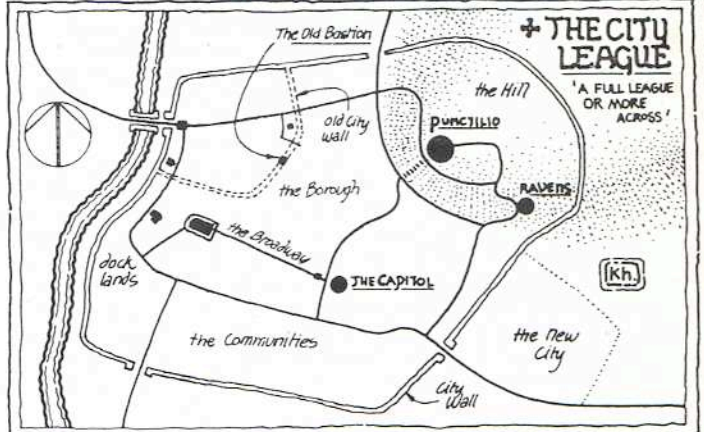 THE CITY
LEAGUE
'A FULL LEAGUE
OR MORE
ACROSS'
The Old Bastion
the Hill
old City
Wall
PUNCTILIO
the Borough
RAVENS
the Broadway
dock
lands
THE CAPITOL
Kh.
the Communities
the New
City
City
Wall